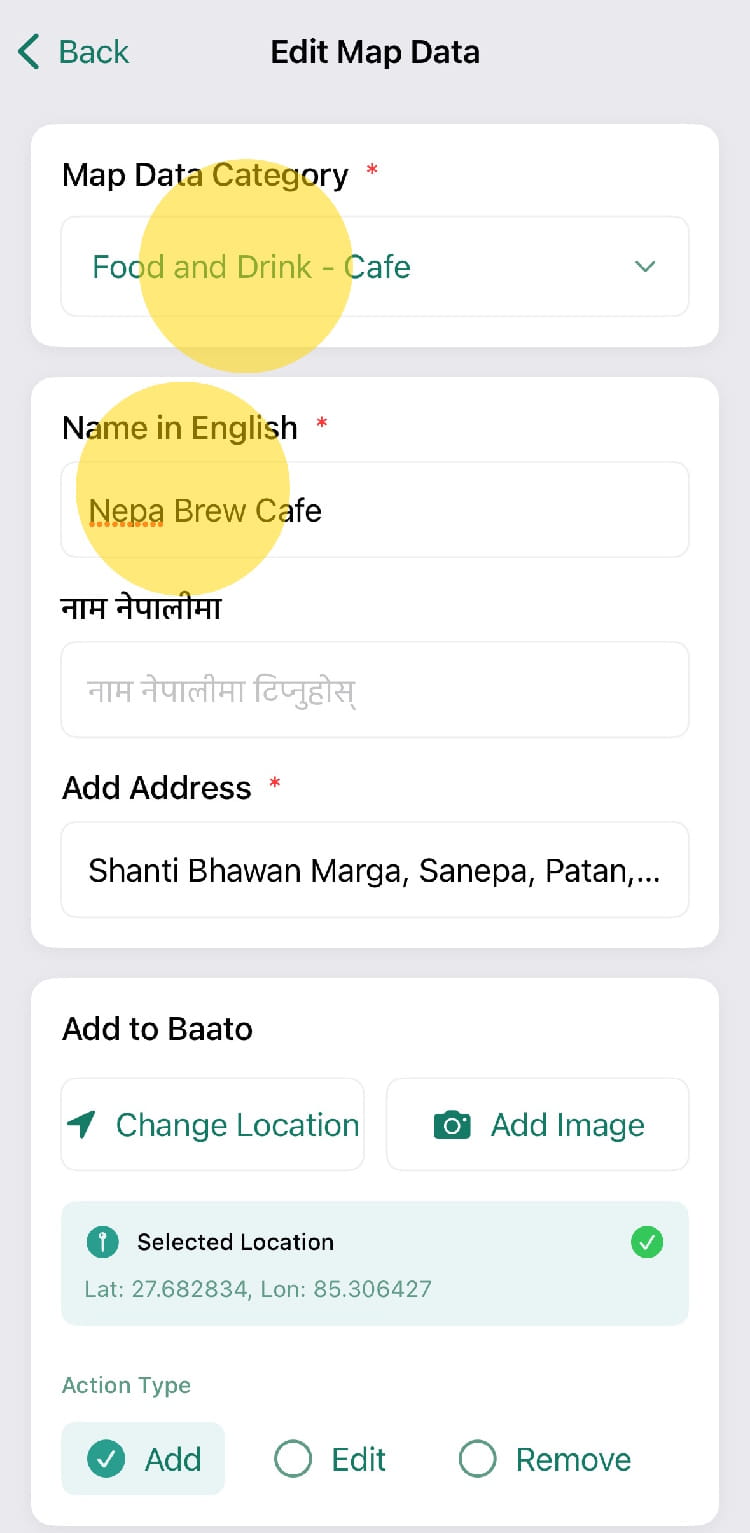 Back
Edit Map Data
Map Data Category *
Food and Drink - Cafe
Name in English *
Nepa Brew Cafe
नाम नेपालीमा
नाम नेपालीमा टिप्नुहोस्
Add Address *
Shanti Bhawan Marga, Sanepa, Patan,...
Add to Baato
Change Location
Add Image
Selected Location
Lat: 27.682834, Lon: 85.306427
Action Type
Add
Edit
Remove